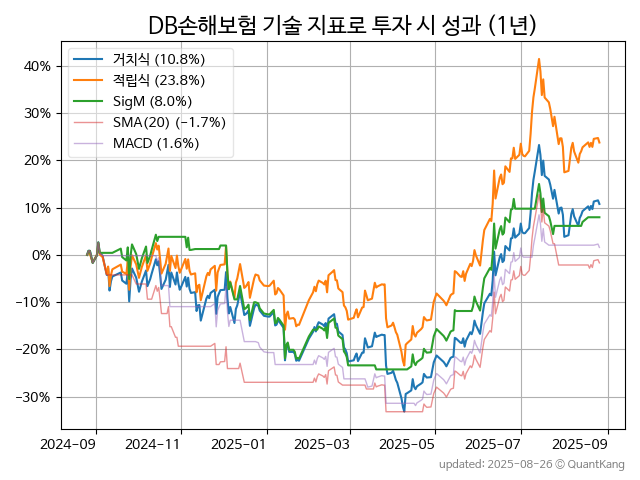 DB손해보험 기술 지표로 투자 시 성과 (1년)
거치식 (10.8%)
적립식 (23.8%)
SigM (8.0%)
SMA(20) (−1.7%)
MACD (1.6%)
40%
30%
20%
10%
0%
−10%
−20%
−30%
2024-09 2024-11 2025-01 2025-03 2025-05 2025-07 2025-09
updated: 2025-08-26 © QuantKang